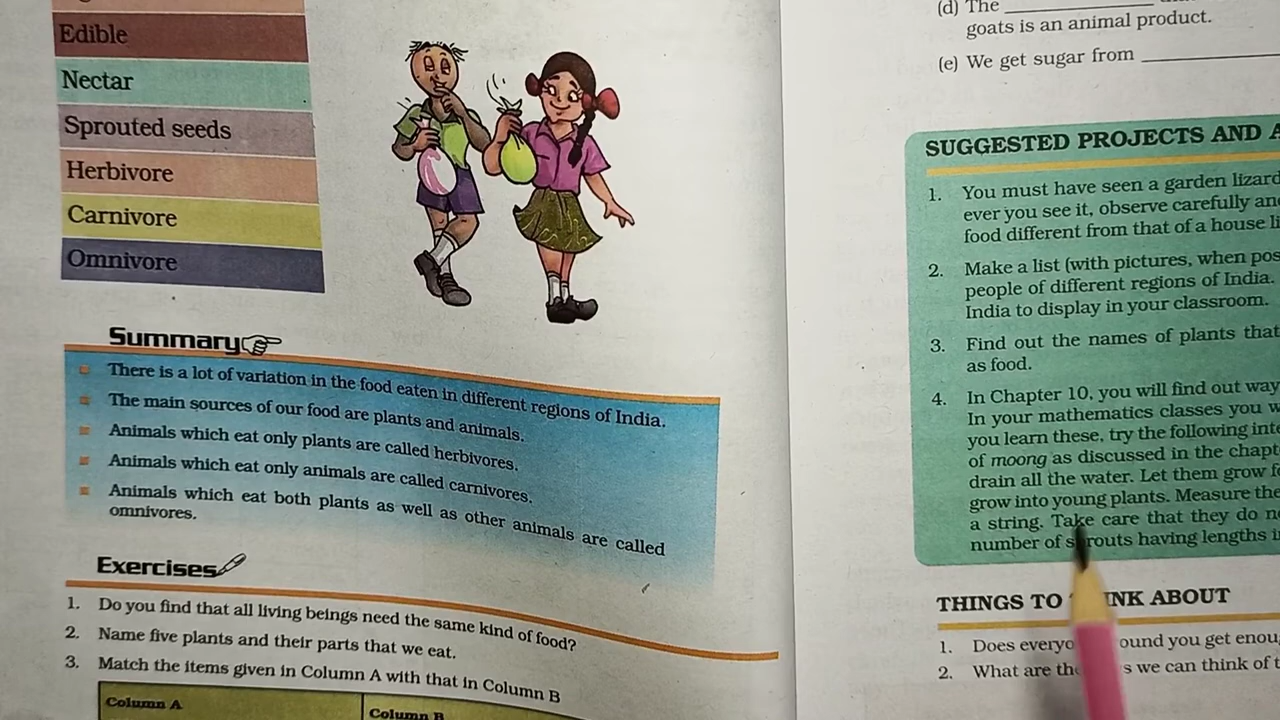 Edible
Nectar
Sprouted seeds
Herbivore
Carnivore
Omnivore
Summary
There is a lot of variation in the food eaten in different regions of India.
The main sources of our food are plants and animals.
Animals which eat only plants are called herbivores.
Animals which eat only animals are called carnivores.
Animals which eat both plants as well as other animals are called
omnivores.
Exercises
1. Do you find that all living beings need the same kind of food?
2. Name five plants and their parts that we eat.
3. Match the items given in Column A with that in Column B
Column A
Column B
(d) The ____________
goats is an animal product.
(e) We get sugar from ____________
SUGGESTED PROJECTS AND
1. You must have seen a garden lizard
ever you see it, observe carefully and
food different from that of a house
2. Make a list (with pictures, when
people of different regions of India.
India to display in your classroom.
3. Find out the names of plants that
as food.
4. In Chapter 10, you will find out
In your mathematics classes you
you learn these, try the following
of moong as discussed in the
drain all the water. Let them grow
grow into young plants. Measure the
a string. Take care that they do
number of sprouts having lengths
THINGS TO ABOUT
1. Does you get
2. What are we can think of